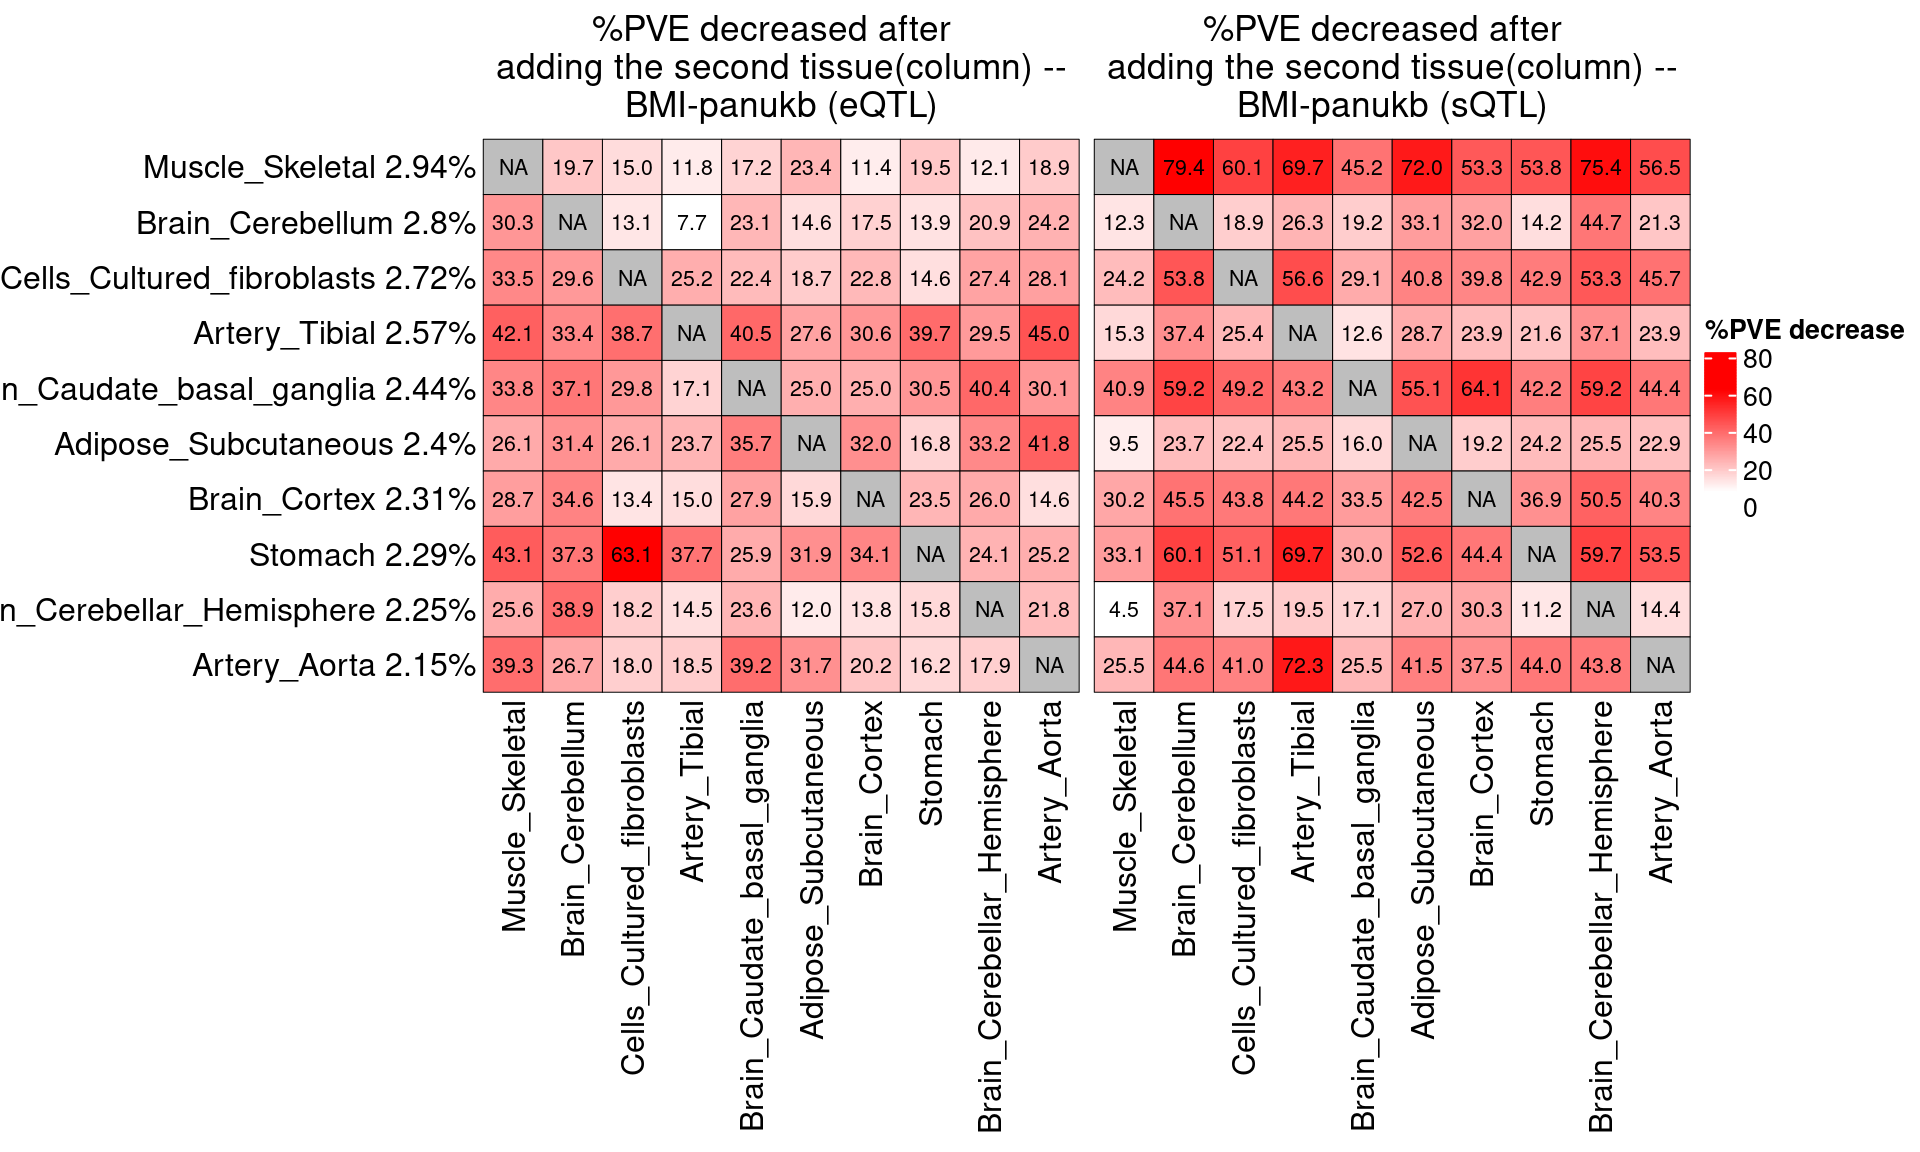 %PVE decreased after
adding the second tissue(column) --
BMI-panukb (eQTL)
%PVE decreased after
adding the second tissue(column) --
BMI-panukb (sQTL)
Muscle_Skeletal 2.94% NA 19.7 15.0 11.8 17.2 23.4 11.4 19.5 12.1 18.9 NA 79.4 60.1 69.7 45.2 72.0 53.3 53.8 75.4 56.5
Brain_Cerebellum 2.8% 30.3 NA 13.1 7.7 23.1 14.6 17.5 13.9 20.9 24.2 12.3 NA 18.9 26.3 19.2 33.1 32.0 14.2 44.7 21.3
Cells_Cultured_fibroblasts 2.72% 33.5 29.6 NA 25.2 22.4 18.7 22.8 14.6 27.4 28.1 24.2 53.8 NA 56.6 29.1 40.8 39.8 42.9 53.3 45.7
Artery_Tibial 2.57% 42.1 33.4 38.7 NA 40.5 27.6 30.6 39.7 29.5 45.0 15.3 37.4 25.4 NA 12.6 28.7 23.9 21.6 37.1 23.9
n_Caudate_basal_ganglia 2.44% 33.8 37.1 29.8 17.1 NA 25.0 25.0 30.5 40.4 30.1 40.9 59.2 49.2 43.2 NA 55.1 64.1 42.2 59.2 44.4
Adipose_Subcutaneous 2.4% 26.1 31.4 26.1 23.7 35.7 NA 32.0 16.8 33.2 41.8 9.5 23.7 22.4 25.5 16.0 NA 19.2 24.2 25.5 22.9
Brain_Cortex 2.31% 28.7 34.6 13.4 15.0 27.9 15.9 NA 23.5 26.0 14.6 30.2 45.5 43.8 44.2 33.5 42.5 NA 36.9 50.5 40.3
Stomach 2.29% 43.1 37.3 63.1 37.7 25.9 31.9 34.1 NA 24.1 25.2 33.1 60.1 51.1 69.7 30.0 52.6 44.4 NA 59.7 53.5
n_Cerebellar_Hemisphere 2.25% 25.6 38.9 18.2 14.5 23.6 12.0 13.8 15.8 NA 21.8 4.5 37.1 17.5 19.5 17.1 27.0 30.3 11.2 NA 14.4
Artery_Aorta 2.15% 39.3 26.7 18.0 18.5 39.2 31.7 20.2 16.2 17.9 NA 25.5 44.6 41.0 72.3 25.5 41.5 37.5 44.0 43.8 NA
Muscle_Skeletal
Brain_Cerebellum
Cells_Cultured_fibroblasts
Artery_Tibial
Brain_Caudate_basal_ganglia
Adipose_Subcutaneous
Brain_Cortex
Stomach
Brain_Cerebellar_Hemisphere
Artery_Aorta
Muscle_Skeletal
Brain_Cerebellum
Cells_Cultured_fibroblasts
Artery_Tibial
Brain_Caudate_basal_ganglia
Adipose_Subcutaneous
Brain_Cortex
Stomach
Brain_Cerebellar_Hemisphere
Artery_Aorta
%PVE decrease
80
60
40
20
0